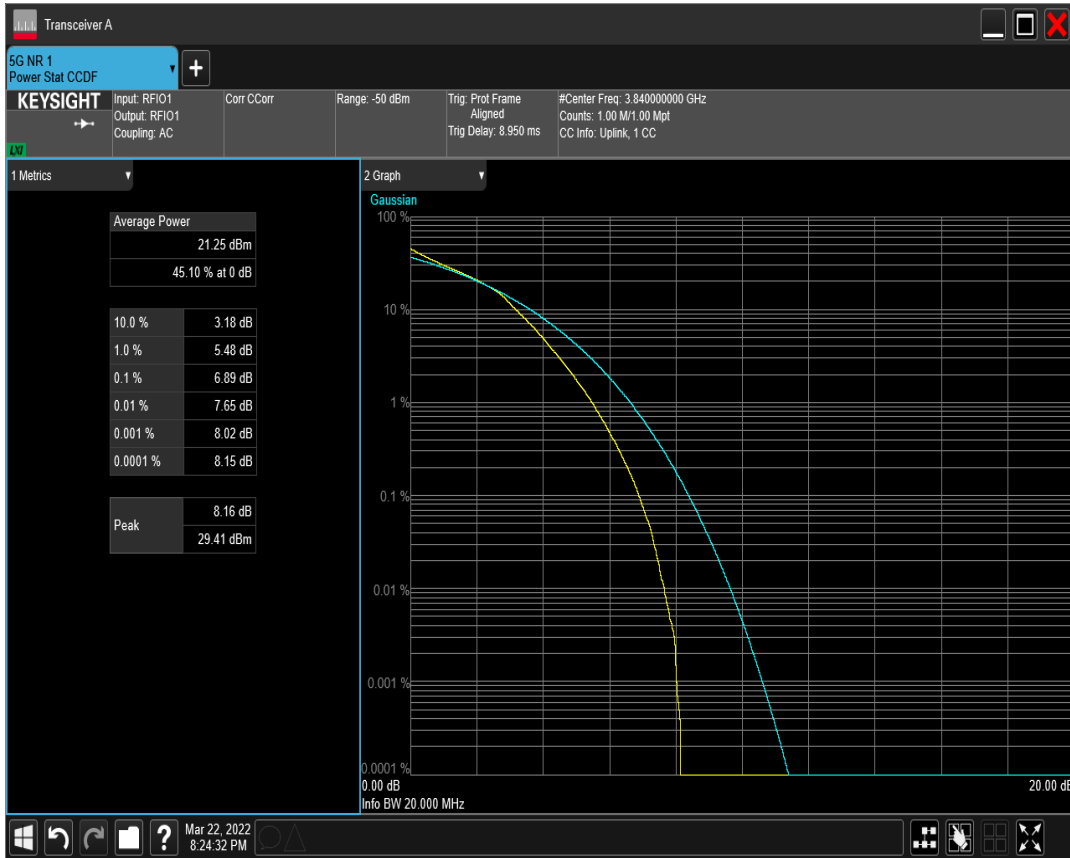 Transceiver A
5G NR 1
Power Stat CCDF
KEYSIGHT
LXI
Input: RFIO1
Output: RFIO1
Coupling: AC
Corr CCorr
Range: -50 dBm
Trig: Prot Frame
Aligned
Trig Delay: 8.950 ms
#Center Freq: 3.840000000 GHz
Counts: 1.00 M/1.00 Mpt
CC Info: Uplink, 1 CC
1 Metrics
Average Power
21.25 dBm
45.10 % at 0 dB
10.0 % 3.18 dB
1.0 % 5.48 dB
0.1 % 6.89 dB
0.01 % 7.65 dB
0.001 % 8.02 dB
0.0001 % 8.15 dB
Peak 8.16 dB
29.41 dBm
2 Graph
Gaussian
100 %
10 %
1 %
0.1 %
0.01 %
0.001 %
0.0001 %
0.00 dB 20.00 dB
Info BW 20.000 MHz
? Mar 22, 2022
8:24:32 PM